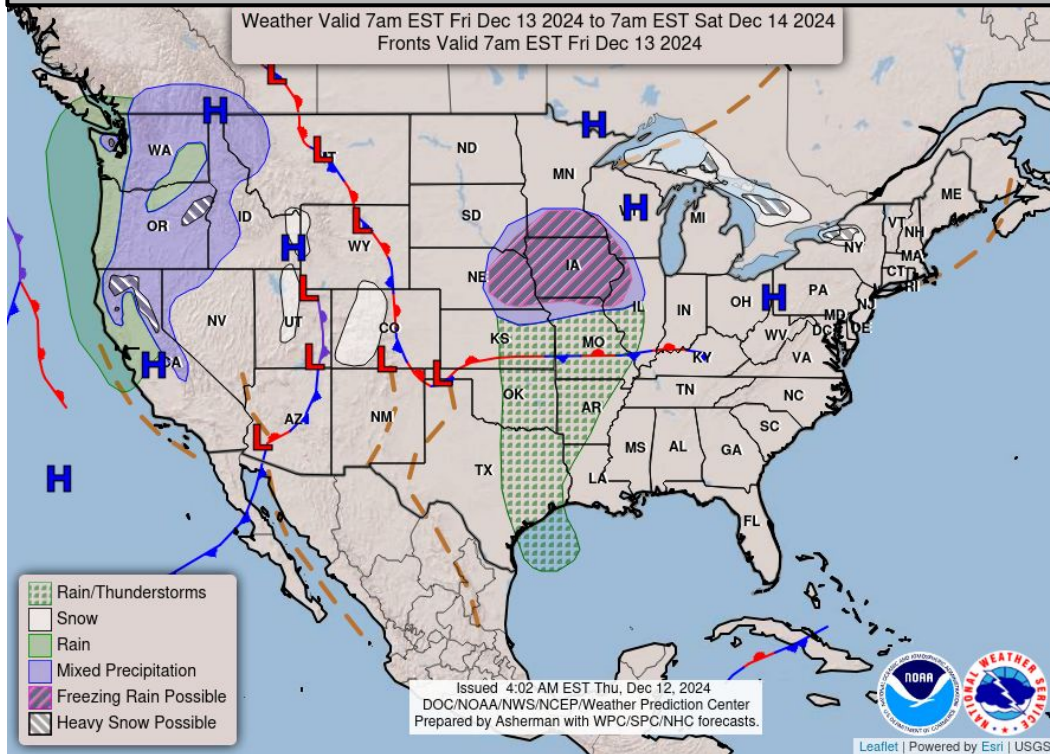 Weather Valid 7am EST Fri Dec 13 2024 to 7am EST Sat Dec 14 2024
Fronts Valid 7am EST Fri Dec 13 2024
H
L
H
WA
L
ND
MN
ME
OR
ID
L
SD
H
MI
VT
NH
H
WY
NY
MA
CT
RI
L
NE
IA
H
PA
NJ
NV
UT
CO
IL
IN
OH
MD
DE
DC
WV
KS
MO
VA
H
CA
L
L
L
KY
OK
TN
NC
AZ
NM
AR
SC
L
MS
AL
GA
H
TX
LA
FL
Rain/Thunderstorms
Snow
Rain
Mixed Precipitation
Freezing Rain Possible
Heavy Snow Possible
Issued 4:02 AM EST Thu, Dec 12, 2024
DOC/NOAA/NWS/NCEP/Weather Prediction Center
Prepared by Asherman with WPC/SPC/NHC forecasts.
NOAA
NATIONAL WEATHER SERVICE
Leaflet | Powered by Esri | USGS